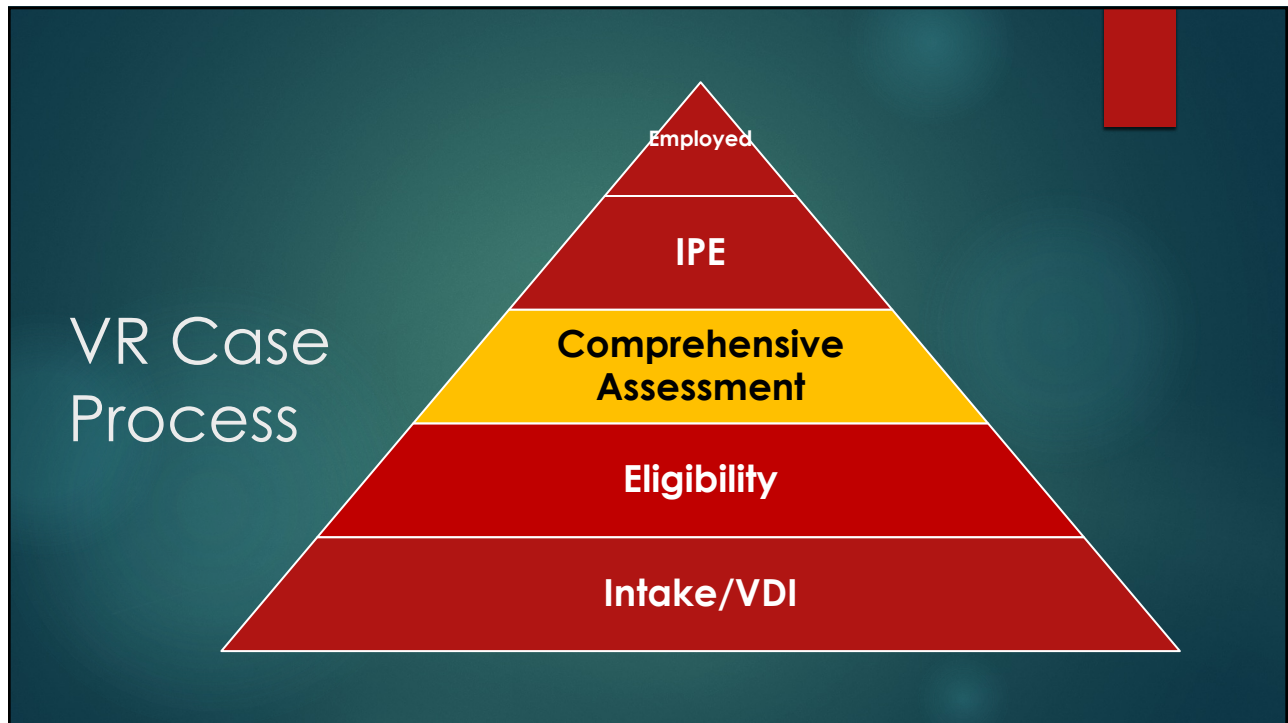 VR Case
Process
Employed
IPE
Comprehensive
Assessment
Eligibility
Intake/VDI